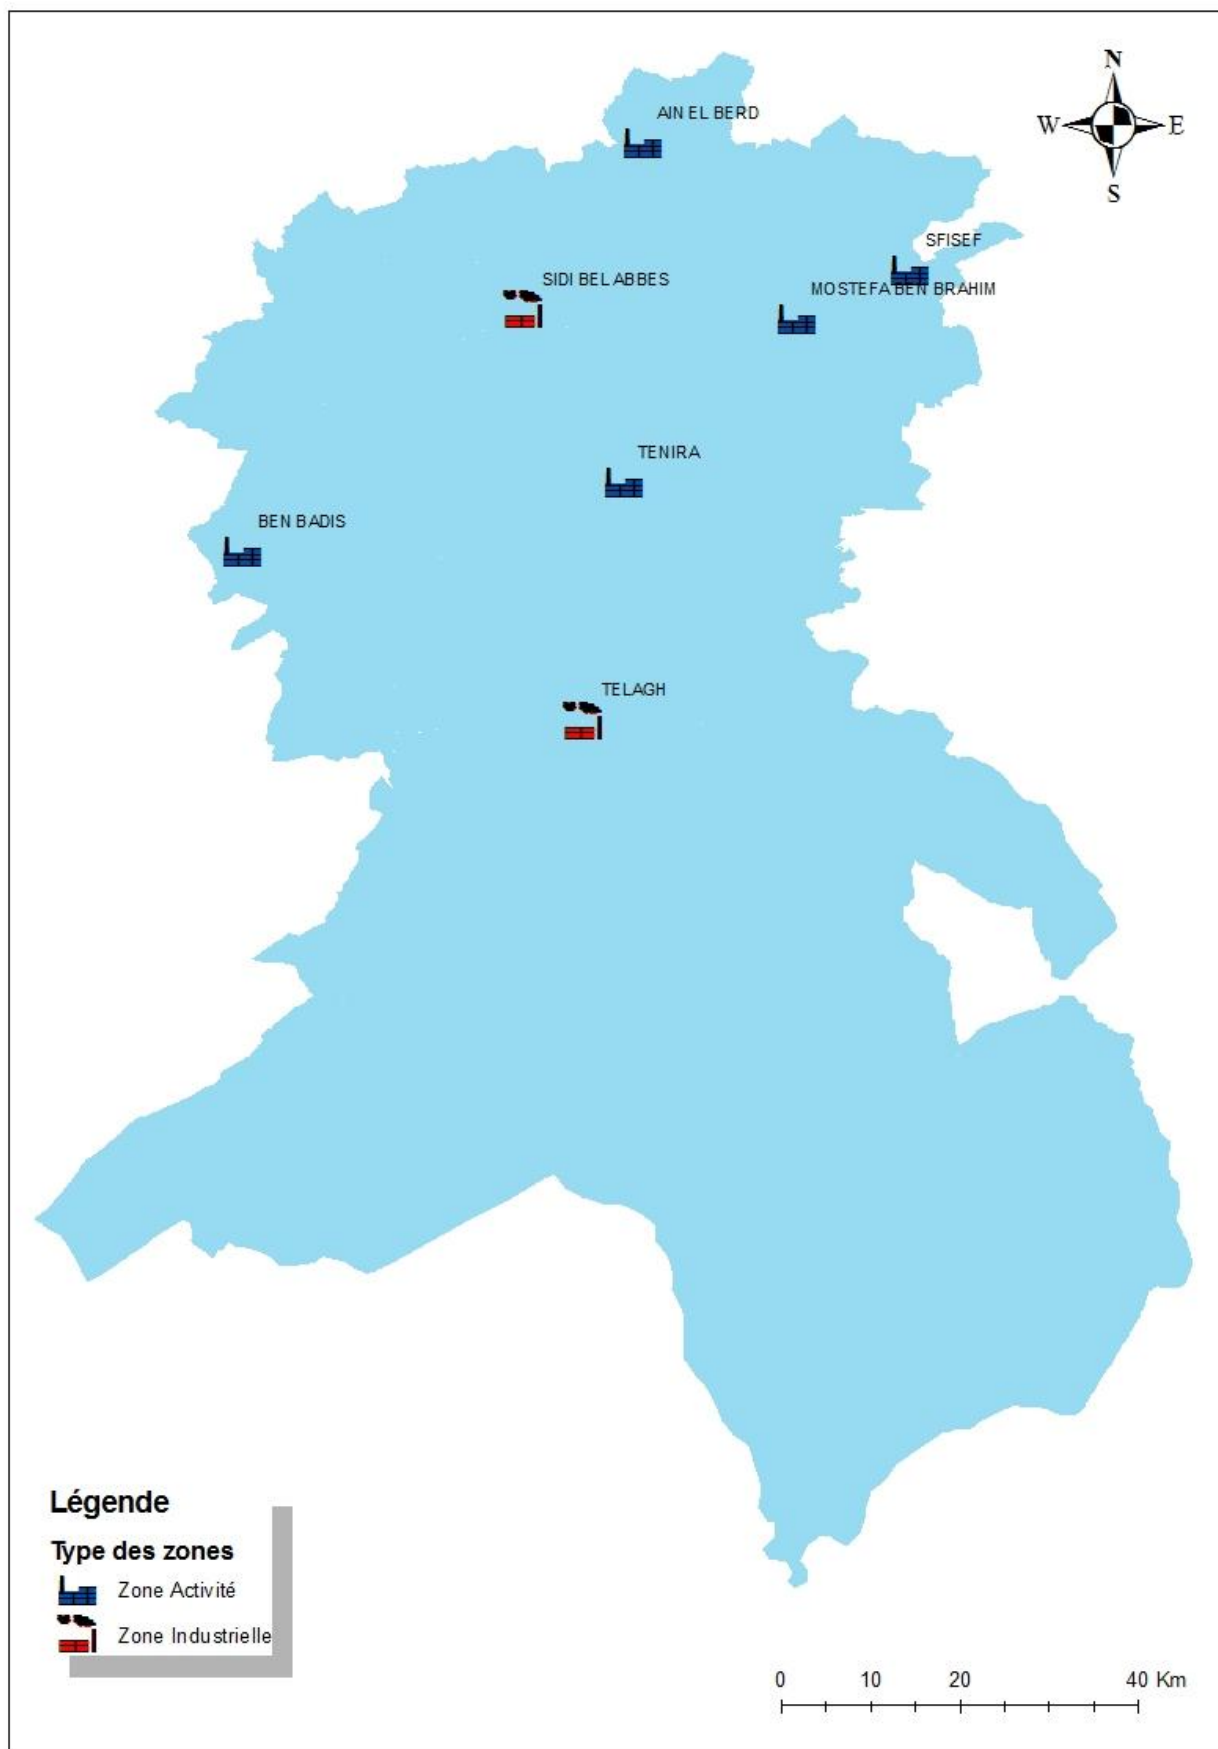 N
W E
S
AIN EL BERD
SFISEF
SIDI BEL ABBES
MOSTEFA BEN BRAHIM
TENIRA
BEN BADIS
TELAGH
Légende
Type des zones
Zone Activité
Zone Industrielle
0 10 20 40 Km